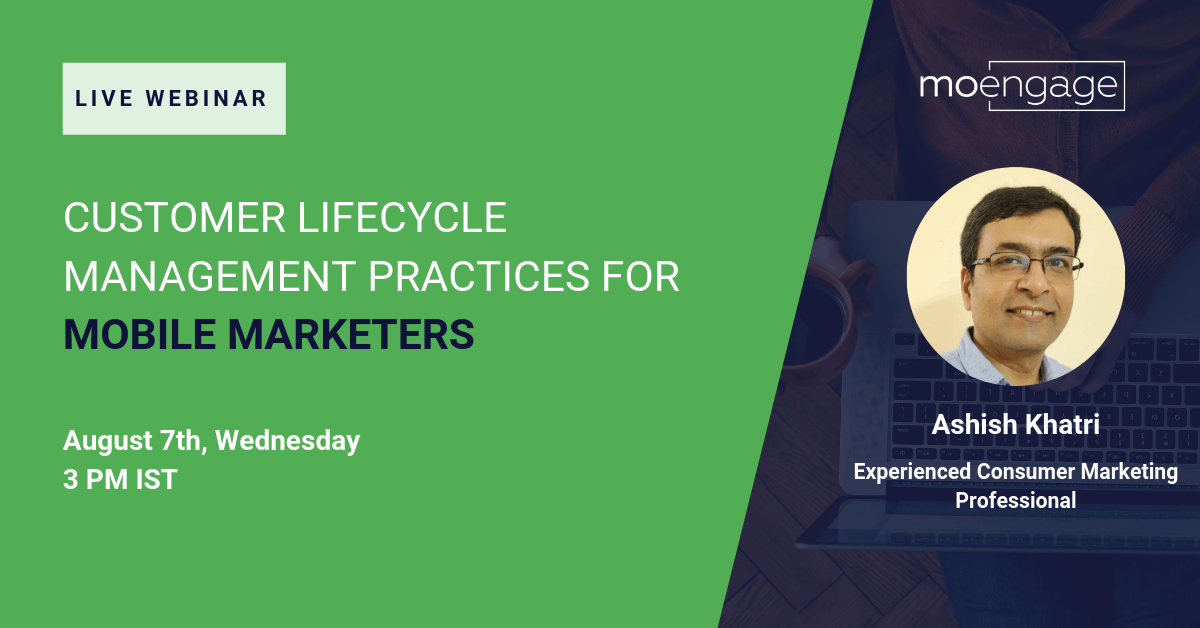 LIVE WEBINAR
CUSTOMER LIFECYCLE
MANAGEMENT PRACTICES FOR
MOBILE MARKETERS
August 7th, Wednesday
3 PM IST
moengage
Ashish Khatri
Experienced Consumer Marketing
Professional